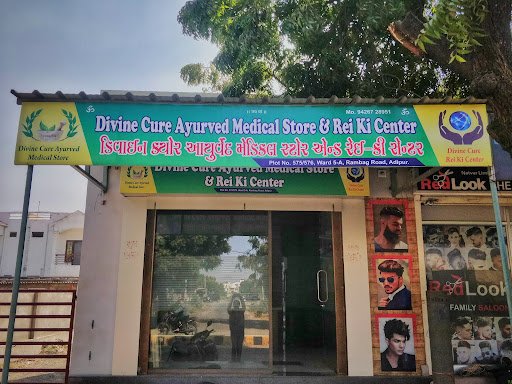 Divine Cure Ayurved Medical Store & Rei Ki Center
Mo. 94287 28951
ડિવાઇન ક્યોર આયુર્વેદ મેડિકલ સ્ટોર એન્ડ રેઇ-કી સેન્ટર
Plot No. 575/576, Ward 5-A, Rambag Road, Adipur.
Divine Cure Ayurved
Medical Store
Divine Cure
Rei Ki Center
Divine Cure Ayurved Medical Store
& Rei Ki Center
Red Look THE
Red Look
FAMILY SALOON